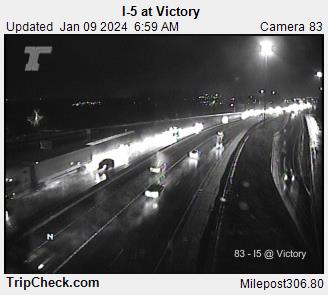 I-5 at Victory
Updated Jan 09 2024 6:59 AM Camera 83
T
N
83 - I5 @ Victory
TripCheck.com Milepost306.80